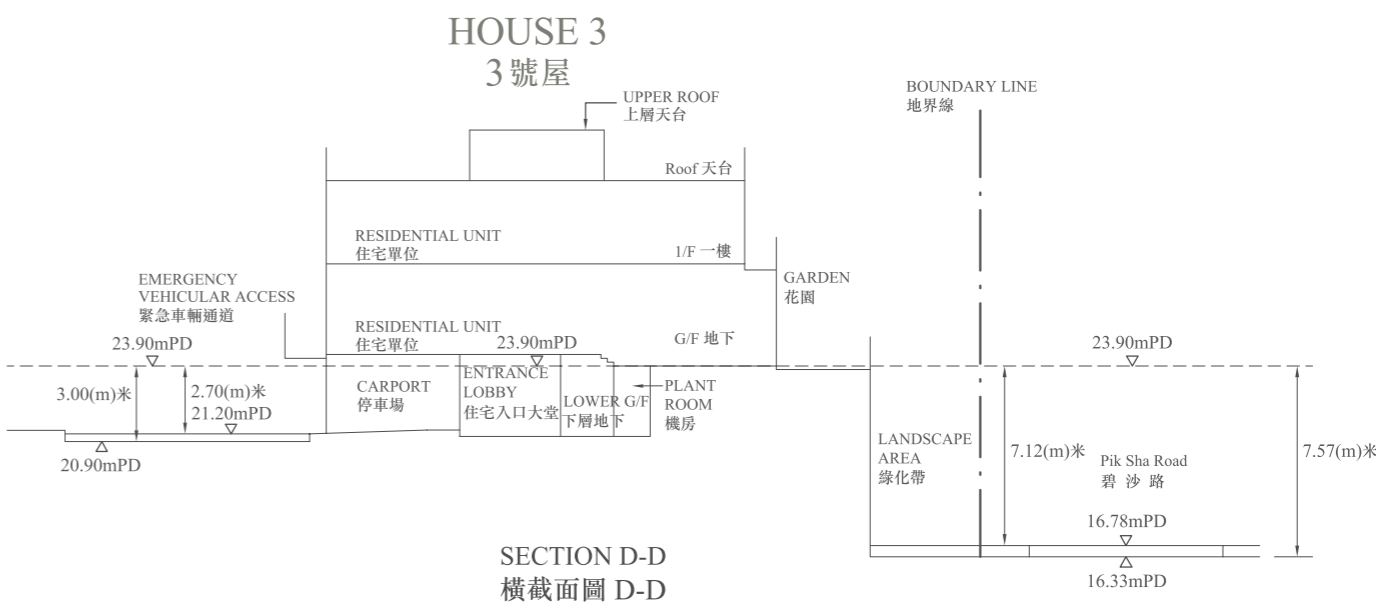 HOUSE 3
3號屋
UPPER ROOF
上層天台
BOUNDARY LINE
地界線
Roof 天台
RESIDENTIAL UNIT
住宅單位
1/F 一樓
EMERGENCY
VEHICULAR ACCESS
緊急車輛通道
GARDEN
花園
RESIDENTIAL UNIT
住宅單位
G/F 地下
23.90mPD
23.90mPD
23.90mPD
3.00(m)米
2.70(m)米
21.20mPD
20.90mPD
CARPORT
停車場
ENTRANCE
LOBBY
住宅入口大堂
LOWER G/F
下層地下
PLANT
ROOM
機房
LANDSCAPE
AREA
綠化帶
7.12(m)米
Pik Sha Road
碧 沙 路
7.57(m)米
16.78mPD
16.33mPD
SECTION D-D
橫截面圖 D-D